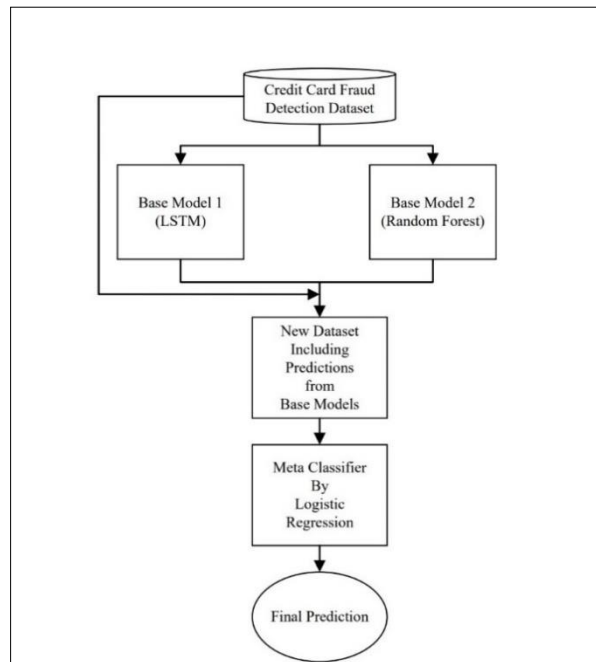 Credit Card Fraud
Detection Dataset
Base Model 1
(LSTM)
Base Model 2
(Random Forest)
New Dataset
Including
Predictions
from
Base Models
Meta Classifier
By
Logistic
Regression
Final Prediction